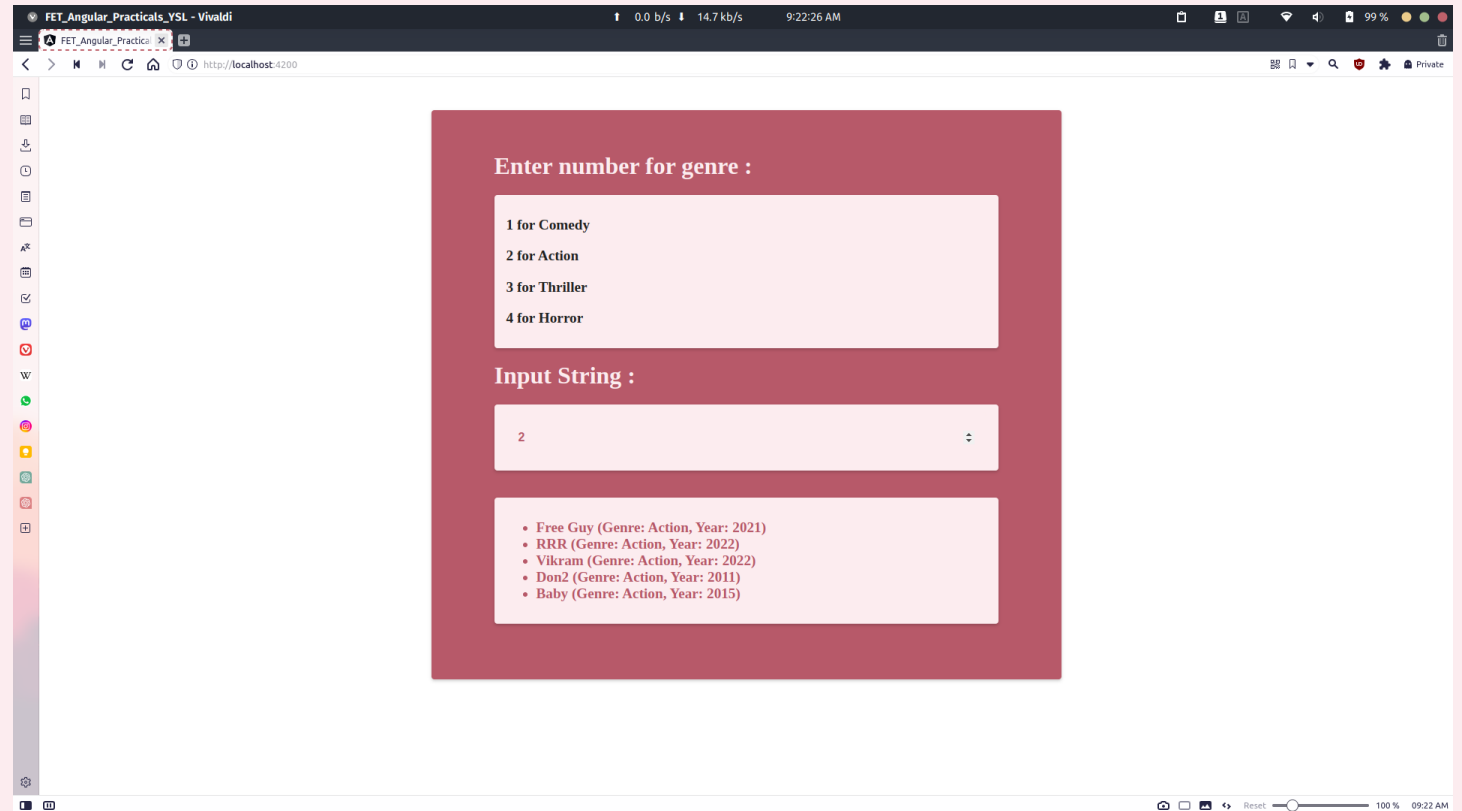 FET_Angular_Practicals_YSL - Vivaldi
0.0 b/s 14.7 kb/s
9:22:26 AM
1 A
99 %
FET_Angular_Practical
http://localhost:4200
Private
Enter number for genre :
1 for Comedy
2 for Action
3 for Thriller
4 for Horror
Input String :
2
Free Guy (Genre: Action, Year: 2021)
RRR (Genre: Action, Year: 2022)
Vikram (Genre: Action, Year: 2022)
Don2 (Genre: Action, Year: 2011)
Baby (Genre: Action, Year: 2015)
Reset
100 %
09:22 AM